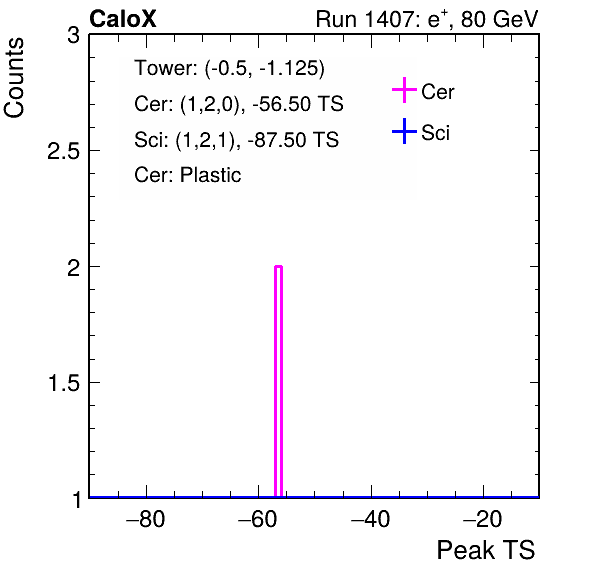 CaloX Run 1407: e⁺, 80 GeV
Counts
3
2.5
2
1.5
1
Tower: (-0.5, -1.125)
Cer: (1,2,0), -56.50 TS
Sci: (1,2,1), -87.50 TS
Cer: Plastic
Cer
Sci
−80 −60 −40 −20
Peak TS